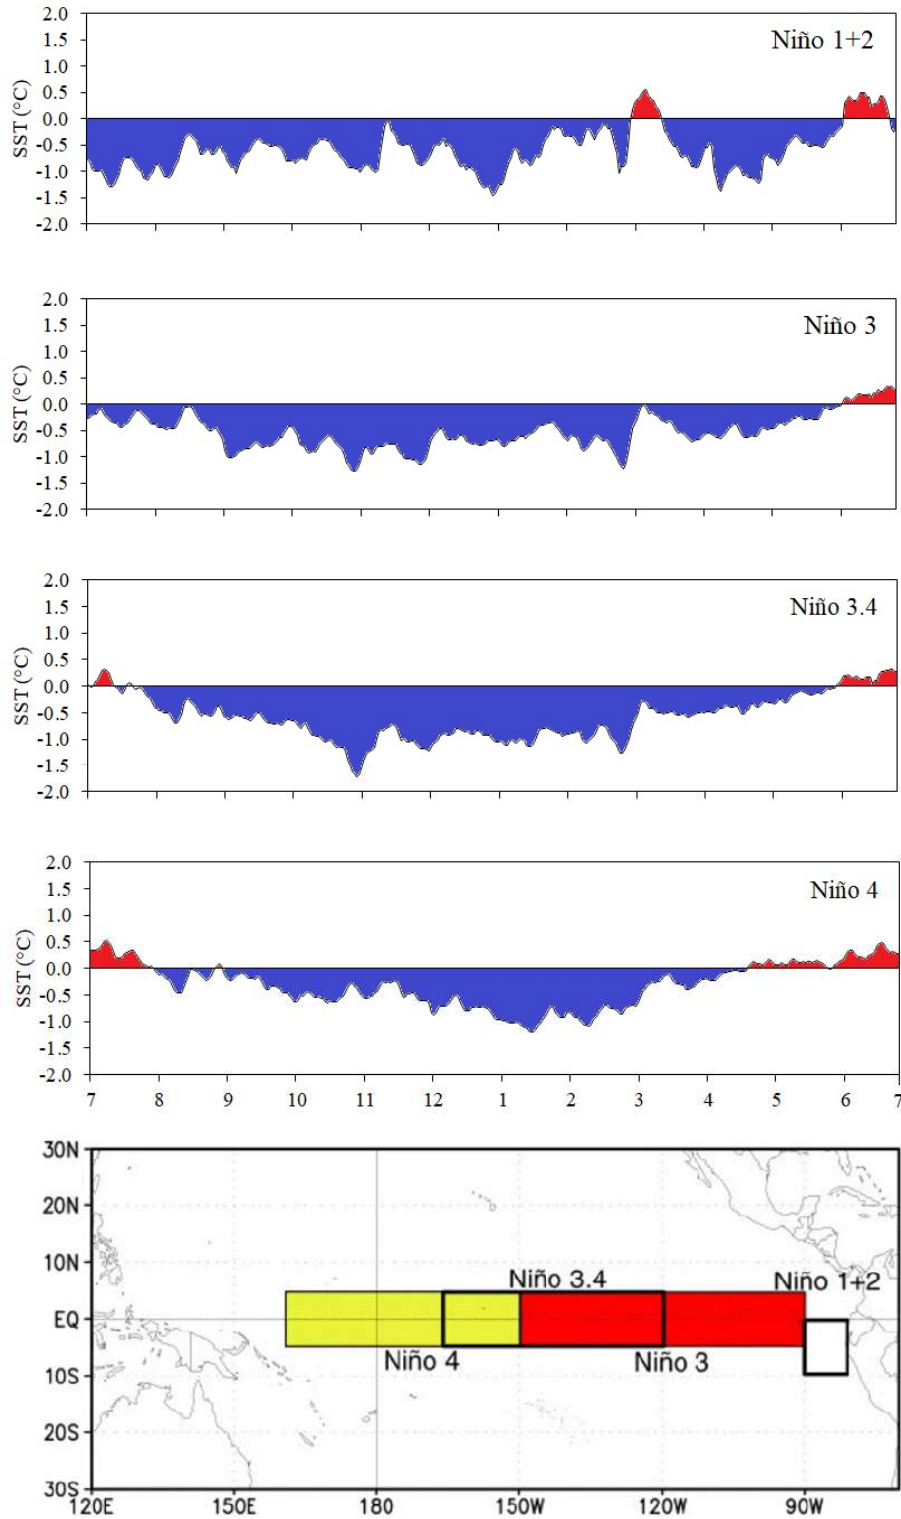 2.0
1.5
1.0
0.5
0.0
-0.5
-1.0
-1.5
-2.0
SST (°C)
Niño 1+2
2.0
1.5
1.0
0.5
0.0
-0.5
-1.0
-1.5
-2.0
SST (°C)
Niño 3
2.0
1.5
1.0
0.5
0.0
-0.5
-1.0
-1.5
-2.0
SST (°C)
Niño 3.4
2.0
1.5
1.0
0.5
0.0
-0.5
-1.0
-1.5
-2.0
SST (°C)
Niño 4
7 8 9 10 11 12 1 2 3 4 5 6 7
30N
20N
10N
EQ
10S
20S
30S
Niño 3.4
Niño 1+2
Niño 4
Niño 3
120E 150E 180 150W 120W 90W